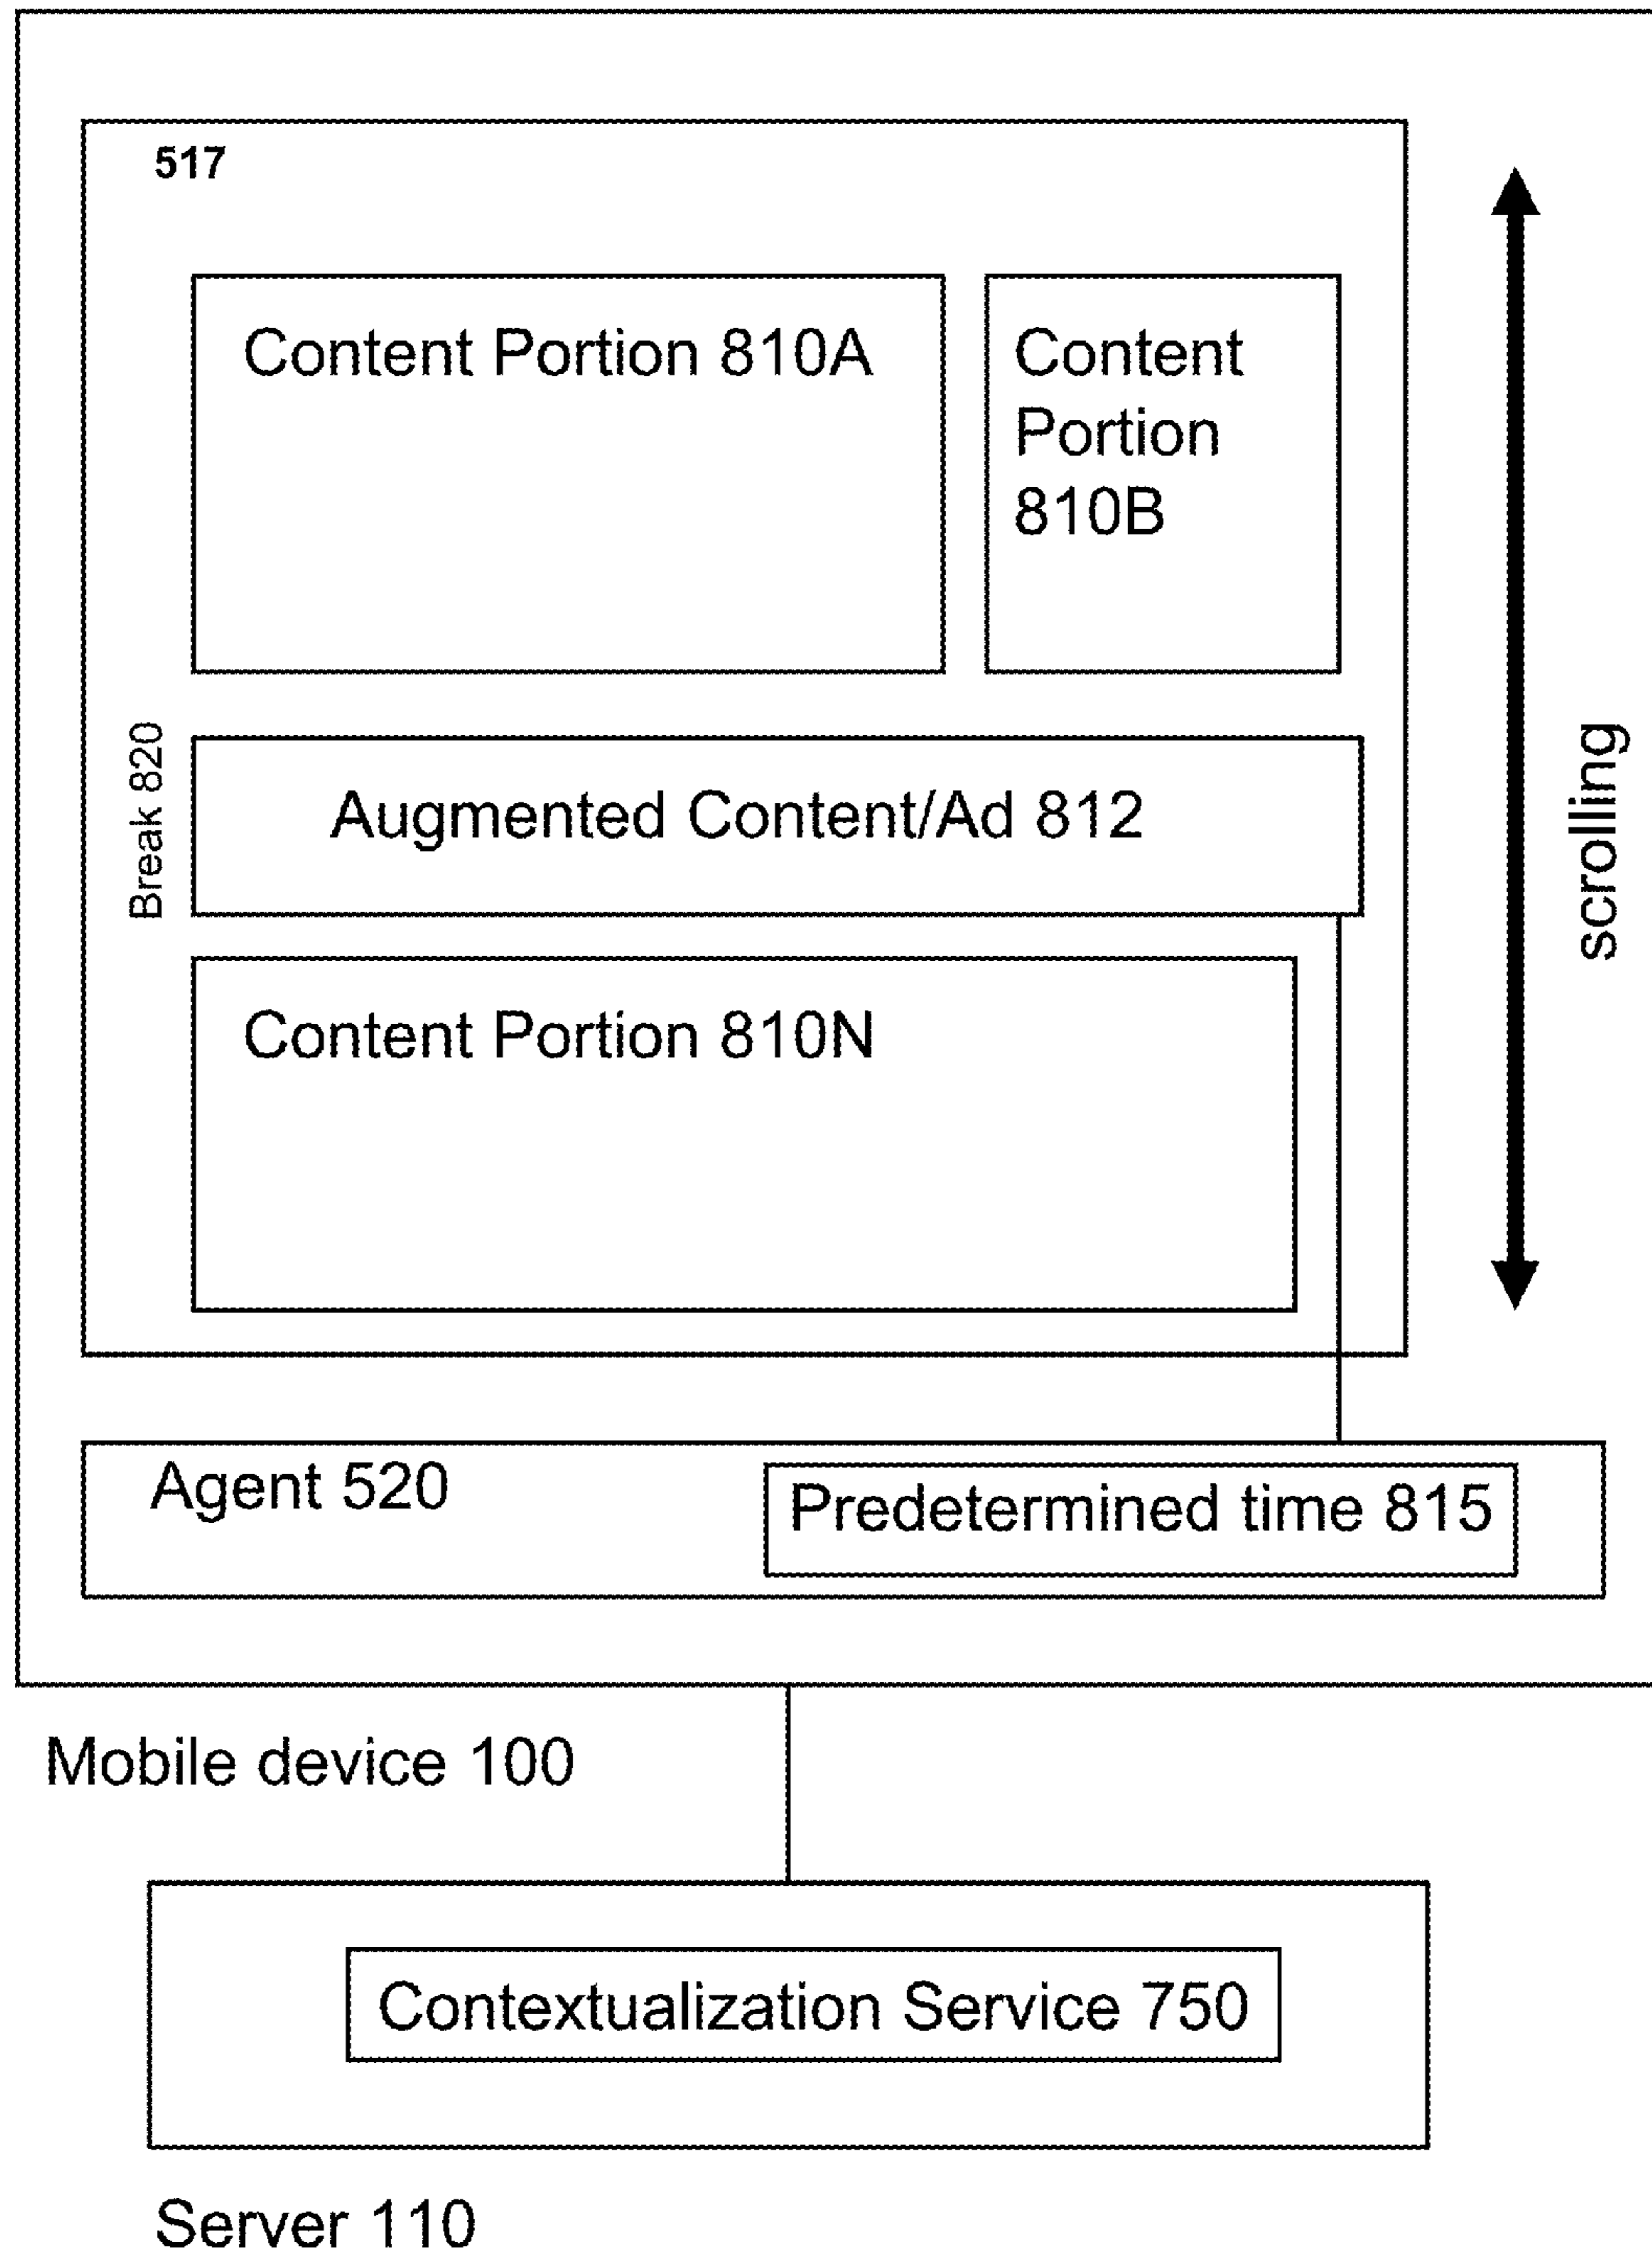 517
Content Portion 810A
Content
Portion
810B
Break 820
Augmented Content/Ad 812
scrolling
Content Portion 810N
Agent 520
Predetermined time 815
Mobile device 100
Contextualization Service 750
Server 110